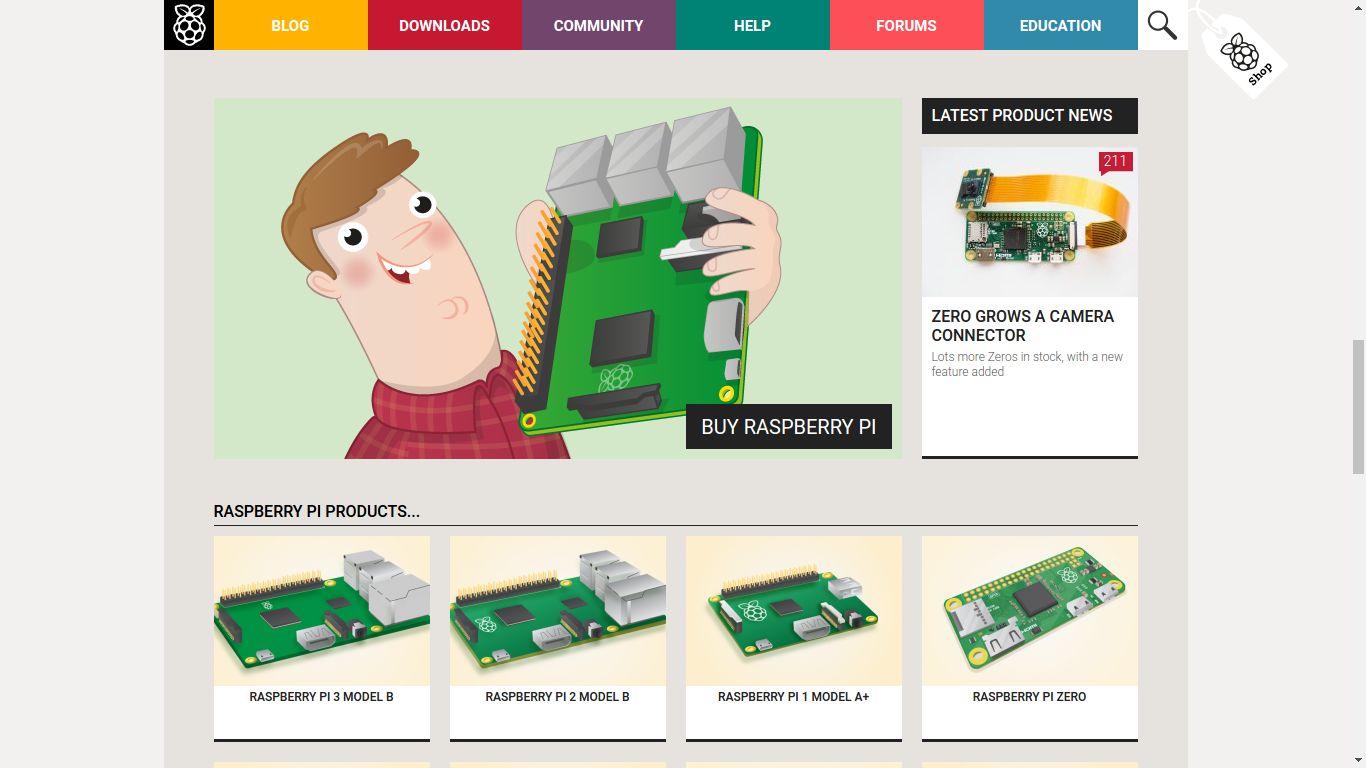 BLOG
DOWNLOADS
COMMUNITY
HELP
FORUMS
EDUCATION
shop
LATEST PRODUCT NEWS
211
ZERO GROWS A CAMERA
CONNECTOR
Lots more Zeros in stock, with a new
feature added
BUY RASPBERRY PI
RASPBERRY PI PRODUCTS...
RASPBERRY PI 3 MODEL B
RASPBERRY PI 2 MODEL B
RASPBERRY PI 1 MODEL A+
RASPBERRY PI ZERO